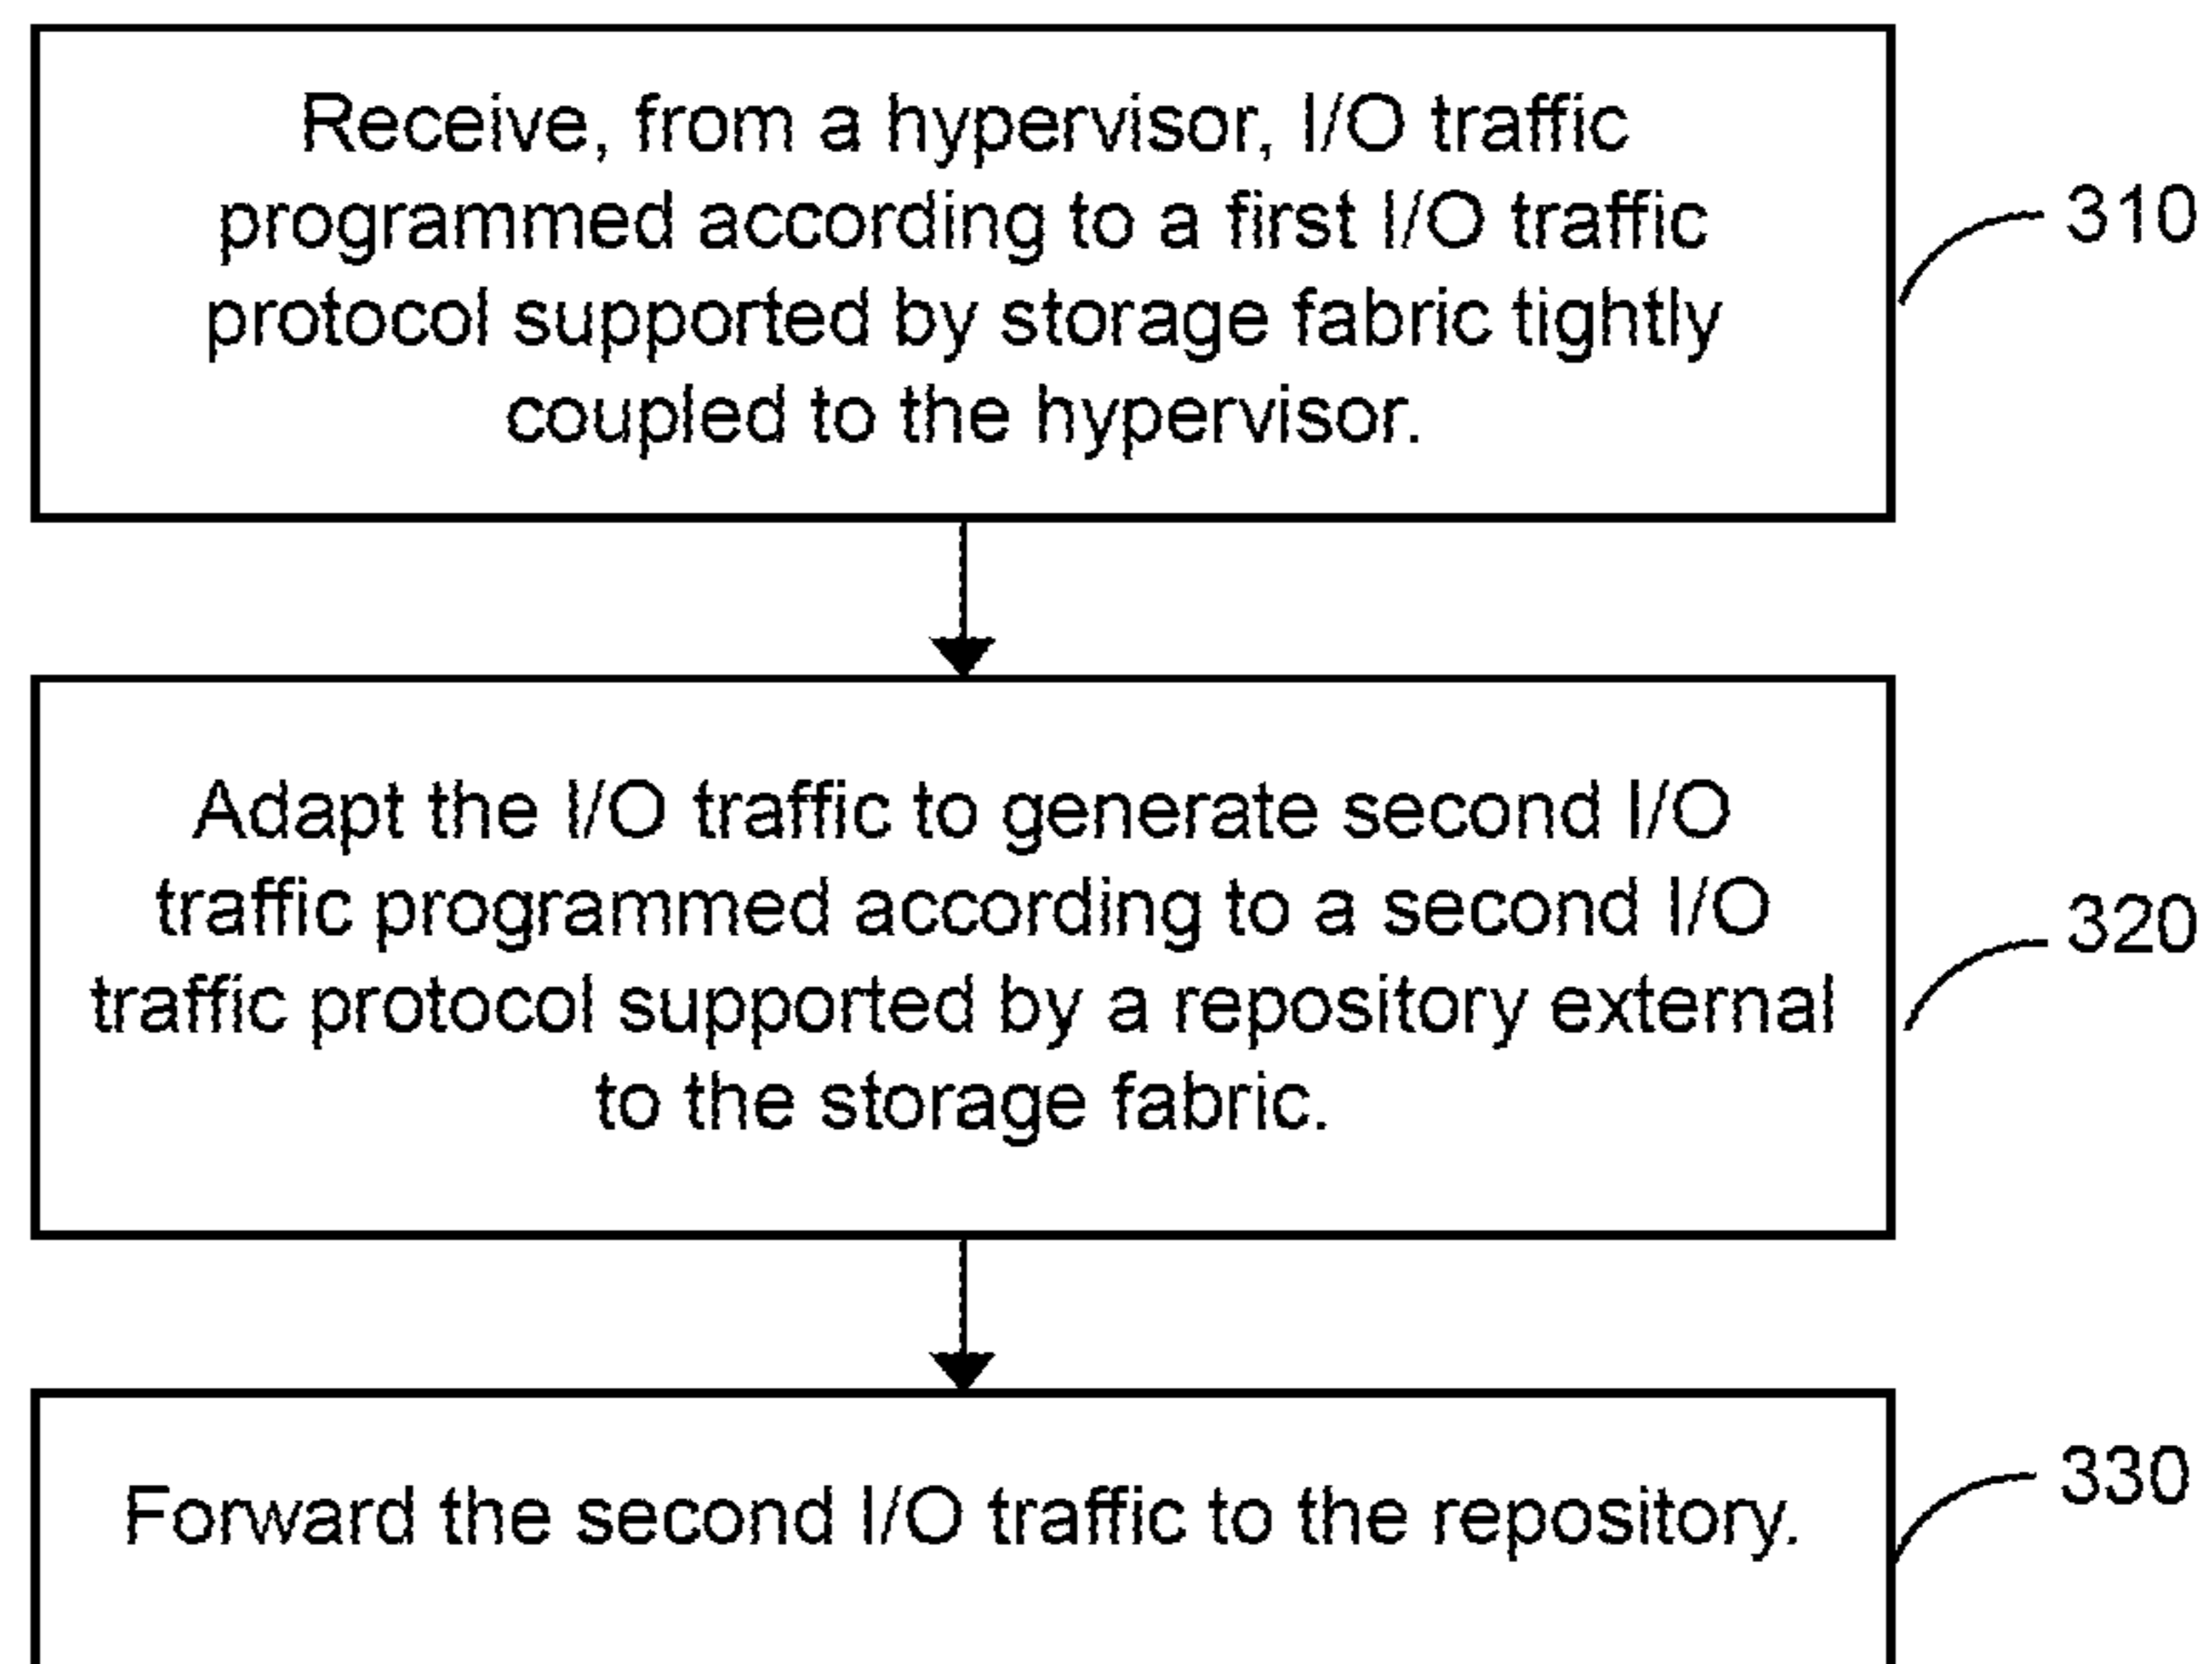 Receive, from a hypervisor, I/O traffic
programmed according to a first I/O traffic
protocol supported by storage fabric tightly
coupled to the hypervisor.
310
Adapt the I/O traffic to generate second I/O
traffic programmed according to a second I/O
traffic protocol supported by a repository external
to the storage fabric.
320
Forward the second I/O traffic to the repository.
330